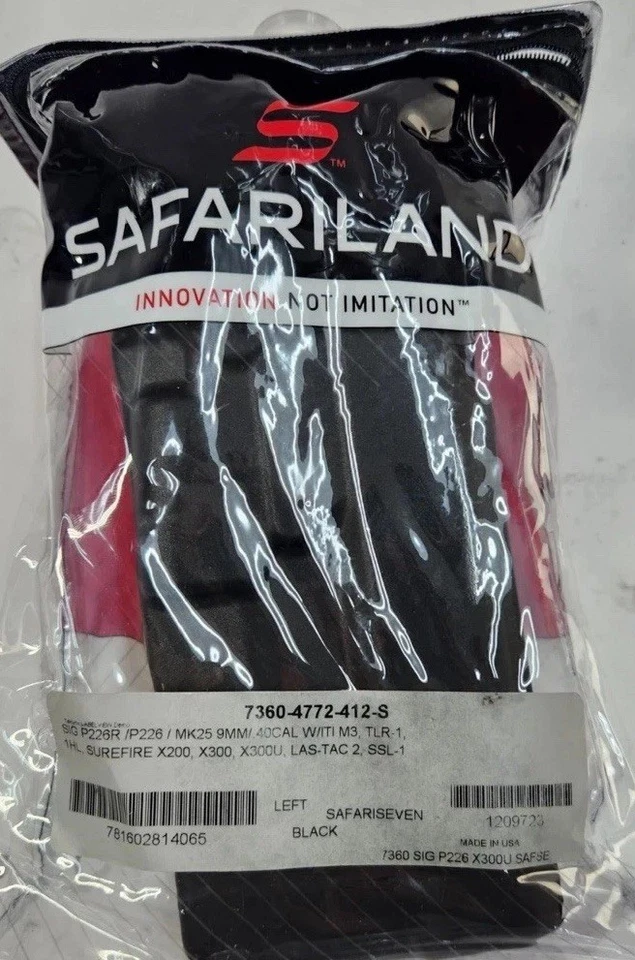 TM
SAFARILAND
INNOVATION NOT IMITATION™
7360-4772-412-S
SIG P226R /P226 / MK25 9MM/.40CAL W/ITI M3, TLR-1,
1HL, SUREFIRE X200, X300, X300U, LAS-TAC 2, SSL-1
LEFT SAFARISEVEN
781602814065 BLACK 1209723
MADE IN USA
7360 SIG P226 X300U SAFSE